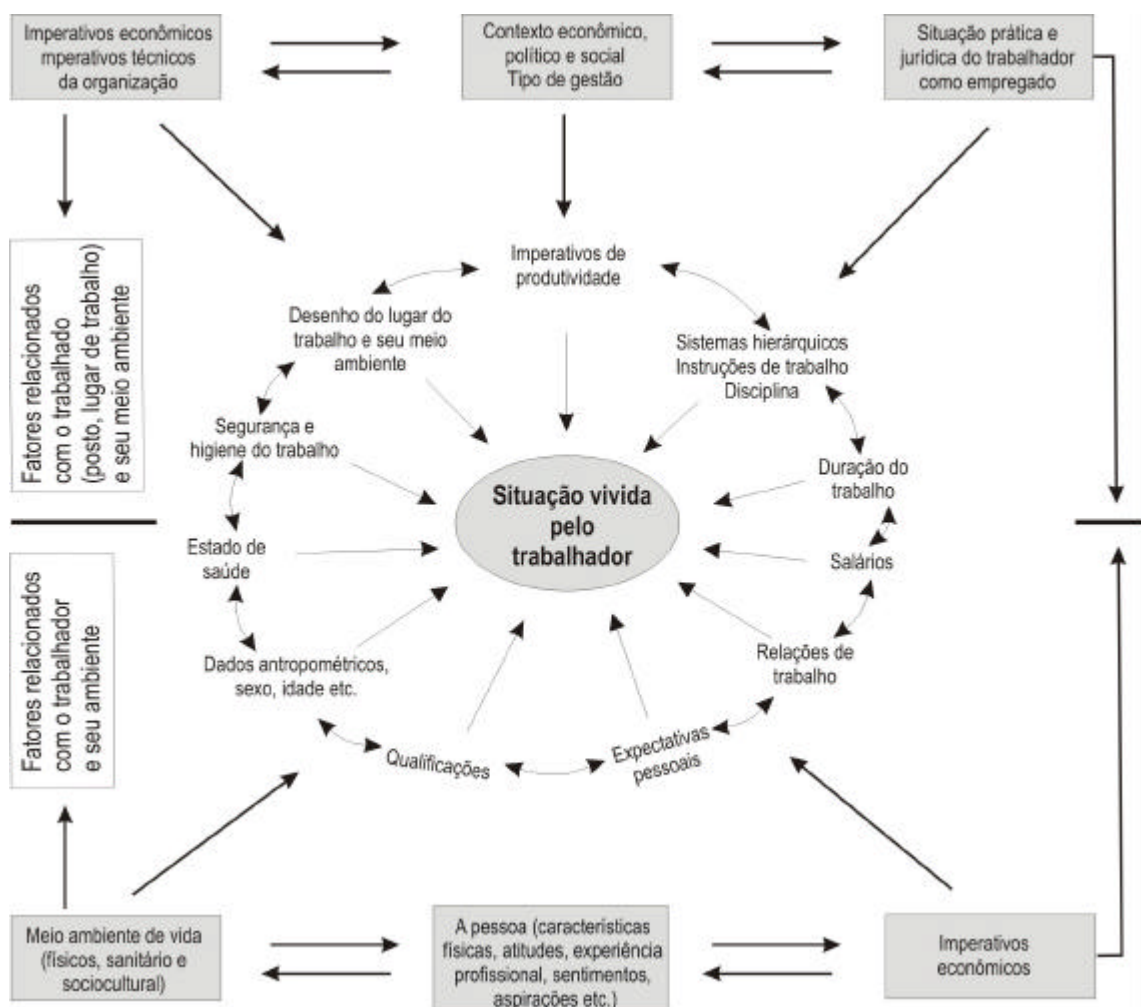 Imperativos econômicos
mperativos técnicos
da organização
Contexto econômico,
político e social
Tipo de gestão
Situação prática e
jurídica do trabalhador
como empregado
Fatores relacionados
com o trabalhado
(posto, lugar de trabalho)
e seu meio ambiente
Imperativos de
produtividade
Desenho do lugar do
trabalho e seu meio
ambiente
Sistemas hierárquicos
Instruções de trabalho
Disciplina
Segurança e
higiene do trabalho
Duração do
trabalho
Situação vivida
pelo
trabalhador
Estado de
saúde
Salários
Fatores relacionados
com o trabalhador
e seu ambiente
Dados antropométricos,
sexo, idade etc.
Relações de
trabalho
Qualificações
Expectativas
pessoais
Meio ambiente de vida
(físicos, sanitário e
sociocultural)
A pessoa (características
físicas, atitudes, experiência
profissional, sentimentos,
aspirações etc.)
Imperativos
econômicos